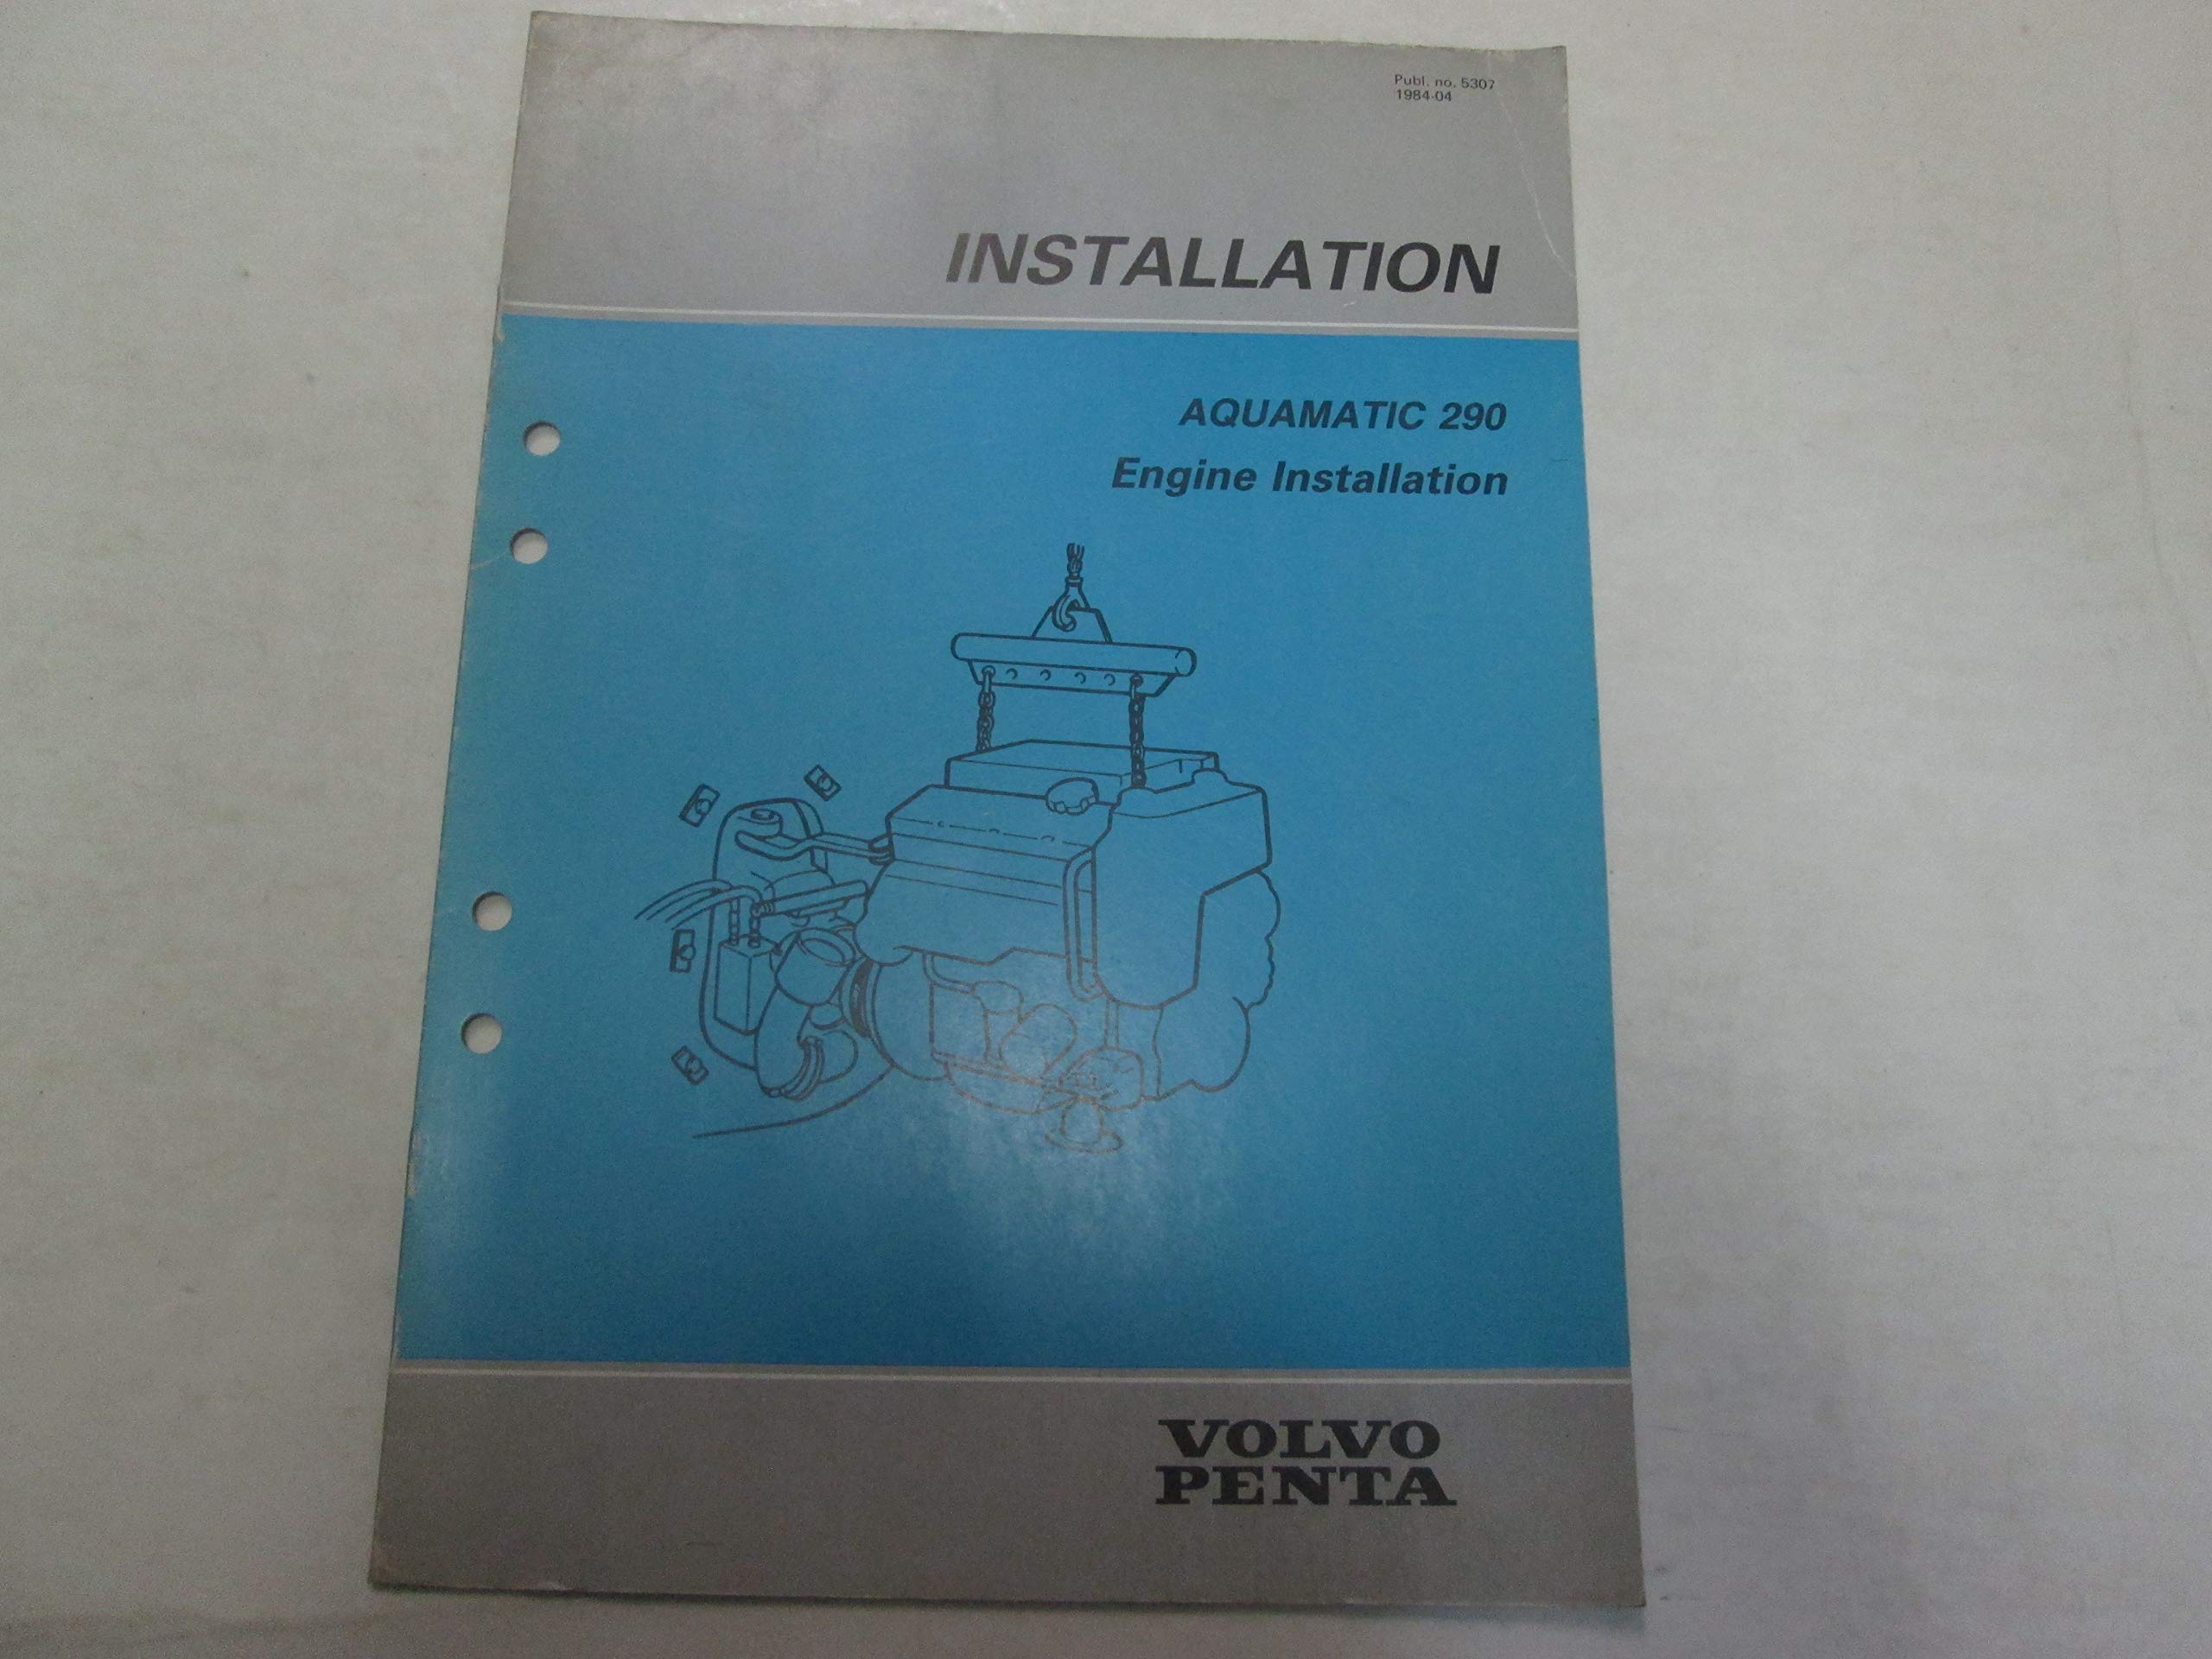 Publ. no. 5307
1984-04
INSTALLATION
AQUAMATIC 290
Engine Installation
VOLVO
PENTA